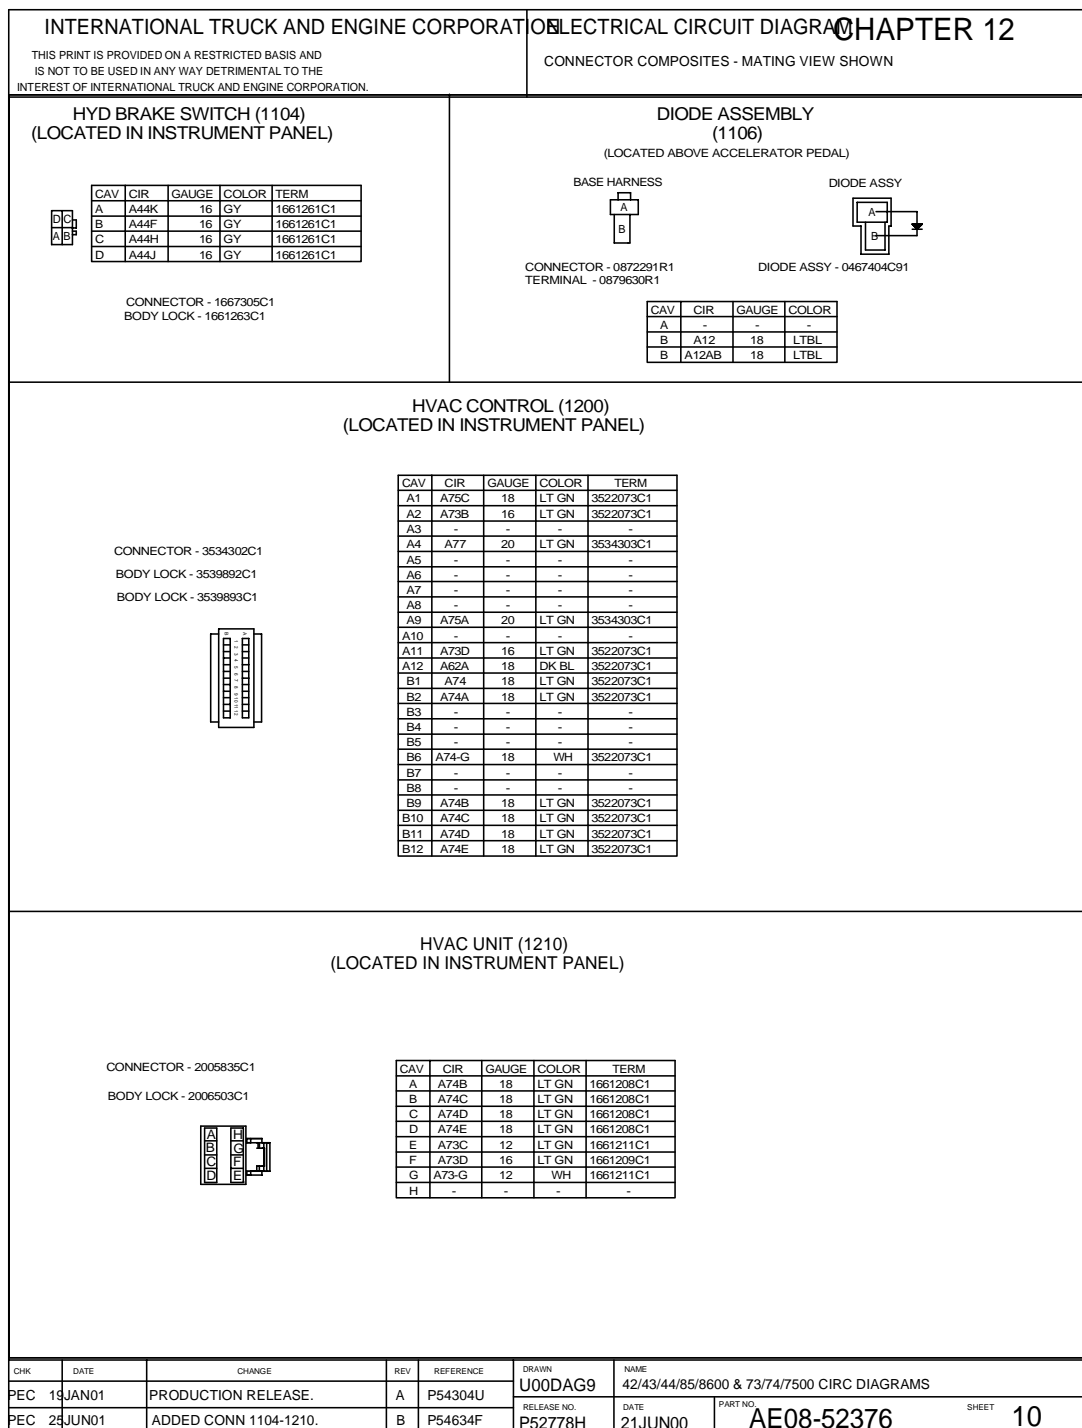 INTERNATIONAL TRUCK AND ENGINE CORPORATION
THIS PRINT IS PROVIDED ON A RESTRICTED BASIS AND
IS NOT TO BE USED IN ANY WAY DETRIMENTAL TO THE
INTEREST OF INTERNATIONAL TRUCK AND ENGINE CORPORATION.
ELECTRICAL CIRCUIT DIAGRAM
CHAPTER 12
CONNECTOR COMPOSITES - MATING VIEW SHOWN
HYD BRAKE SWITCH (1104)
(LOCATED IN INSTRUMENT PANEL)
D C
A B
CAV CIR GAUGE COLOR TERM
A A44K 16 GY 1661261C1
B A44F 16 GY 1661261C1
C A44H 16 GY 1661261C1
D A44J 16 GY 1661261C1
CONNECTOR - 1667305C1
BODY LOCK - 1661263C1
DIODE ASSEMBLY
(1106)
(LOCATED ABOVE ACCELERATOR PEDAL)
BASE HARNESS
A
B
CONNECTOR - 0872291R1
TERMINAL - 0879630R1
DIODE ASSY
A
B
DIODE ASSY - 0467404C91
CAV CIR GAUGE COLOR
A - - -
B A12 18 LTBL
B A12AB 18 LTBL
HVAC CONTROL (1200)
(LOCATED IN INSTRUMENT PANEL)
CONNECTOR - 3534302C1
BODY LOCK - 3539892C1
BODY LOCK - 3539893C1
B A
1 2 3 4 5 6 7 8 9 10 11 12
CAV CIR GAUGE COLOR TERM
A1 A75C 18 LT GN 3522073C1
A2 A73B 16 LT GN 3522073C1
A3 - - - -
A4 A77 20 LT GN 3534303C1
A5 - - - -
A6 - - - -
A7 - - - -
A8 - - - -
A9 A75A 20 LT GN 3534303C1
A10 - - - -
A11 A73D 16 LT GN 3522073C1
A12 A62A 18 DK BL 3522073C1
B1 A74 18 LT GN 3522073C1
B2 A74A 18 LT GN 3522073C1
B3 - - - -
B4 - - - -
B5 - - - -
B6 A74-G 18 WH 3522073C1
B7 - - - -
B8 - - - -
B9 A74B 18 LT GN 3522073C1
B10 A74C 18 LT GN 3522073C1
B11 A74D 18 LT GN 3522073C1
B12 A74E 18 LT GN 3522073C1
HVAC UNIT (1210)
(LOCATED IN INSTRUMENT PANEL)
CONNECTOR - 2005835C1
BODY LOCK - 2006503C1
A H
B G
C F
D E
CAV CIR GAUGE COLOR TERM
A A74B 18 LT GN 1661208C1
B A74C 18 LT GN 1661208C1
C A74D 18 LT GN 1661208C1
D A74E 18 LT GN 1661208C1
E A73C 12 LT GN 1661211C1
F A73D 16 LT GN 1661209C1
G A73-G 12 WH 1661211C1
H - - - -
CHK DATE CHANGE REV REFERENCE
PEC 19JAN01 PRODUCTION RELEASE. A P54304U
PEC 25JUN01 ADDED CONN 1104-1210. B P54634F
DRAWN
U00DAG9
NAME
42/43/44/85/8600 & 73/74/7500 CIRC DIAGRAMS
RELEASE NO.
P52778H
DATE
21JUN00
PART NO.
AE08-52376
SHEET 10